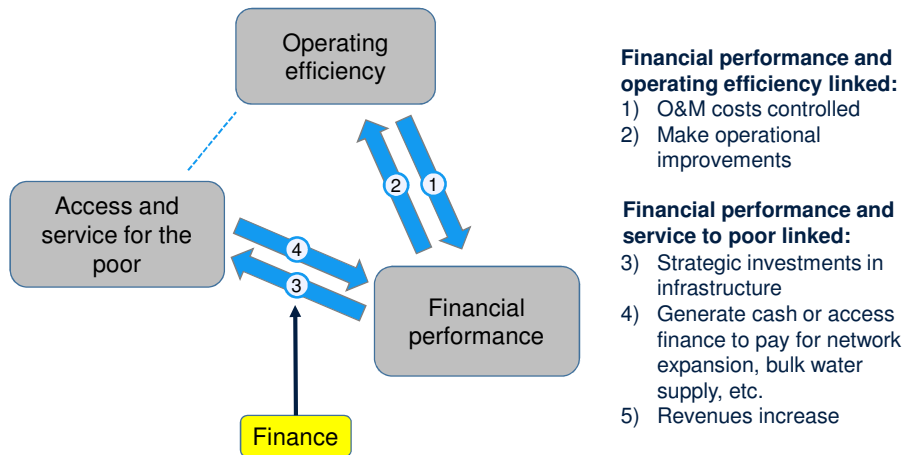 Operating
efficiency
Access and
service for the
poor
Financial
performance
Finance
1
2
4
3
Financial performance and
operating efficiency linked:
1) O&M costs controlled
2) Make operational
improvements
Financial performance and
service to poor linked:
3) Strategic investments in
infrastructure
4) Generate cash or access
finance to pay for network
expansion, bulk water
supply, etc.
5) Revenues increase